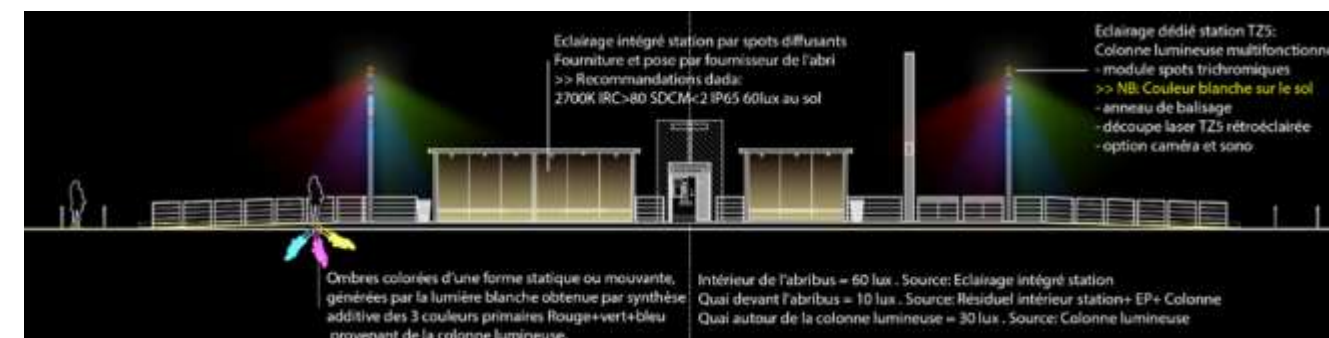 Eclairage intégré station par spots diffusants
Fourniture et pose par fournisseur de l'abri
>> Recommandations dada:
2700K IRC>80 SDCM<2 IP65 60lux au sol
Eclairage dédié station TZ5:
Colonne lumineuse multifonctionne
- module spots trichromiques
>> NB: Couleur blanche sur le sol
- anneau de balisage
- découpe laser TZ5 rétroéclairée
- option caméra et sono
Ombres colorées d'une forme statique ou mouvante,
générées par la lumière blanche obtenue par synthèse
additive des 3 couleurs primaires Rouge+vert+bleu
provenant de la colonne lumineuse.
Intérieur de l'abribus = 60 lux . Source: Eclairage intégré station
Quai devant l'abribus = 10 lux . Source: Résiduel intérieur station+ EP+ Colonne
Quai autour de la colonne lumineuse = 30 lux . Source: Colonne lumineuse